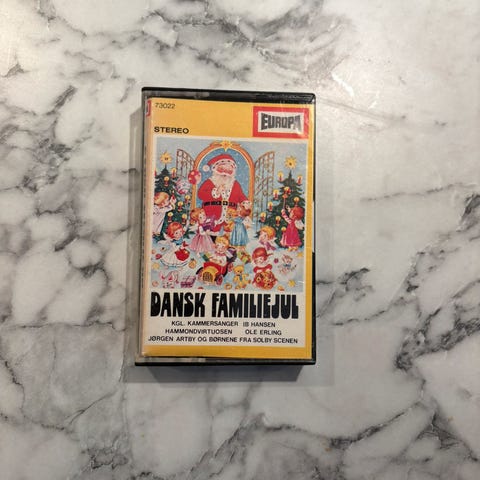 73022
EUROPA
STEREO
DANSK FAMILIEJUL
KGL. KAMMERSANGER IB HANSEN
HAMMONDVIRTUOSEN OLE ERLING
JØRGEN ARTBY OG BØRNENE FRA SOLBY SCENEN